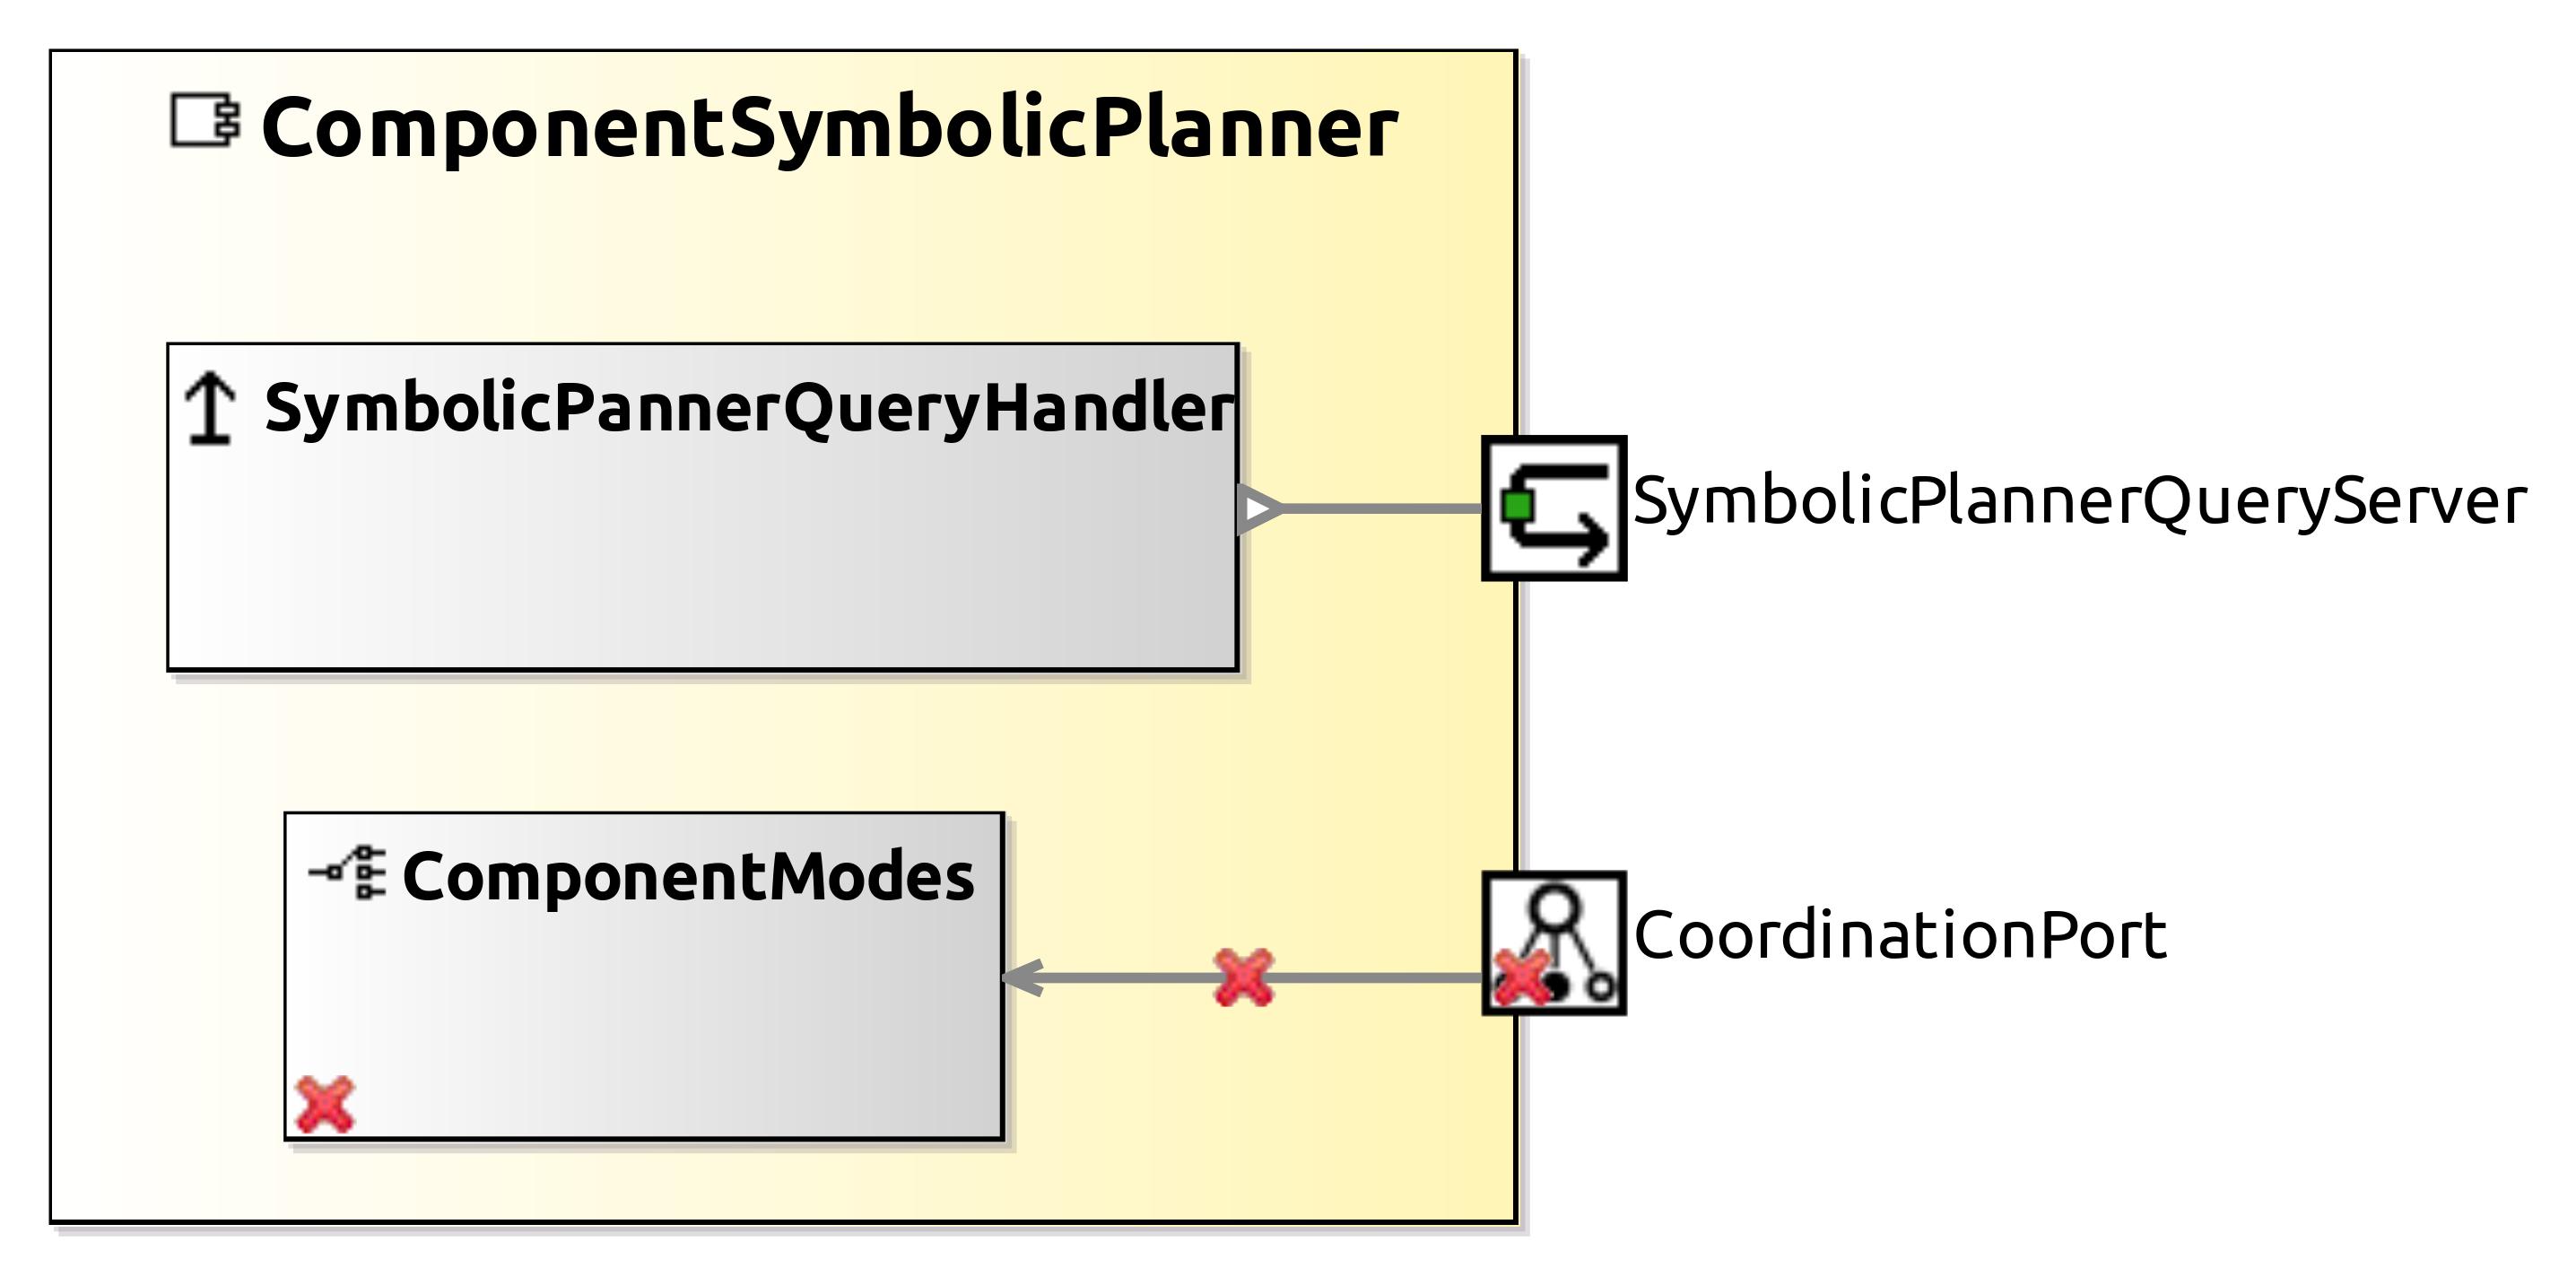 ComponentSymbolicPlanner
SymbolicPannerQueryHandler
SymbolicPlannerQueryServer
ComponentModes
CoordinationPort